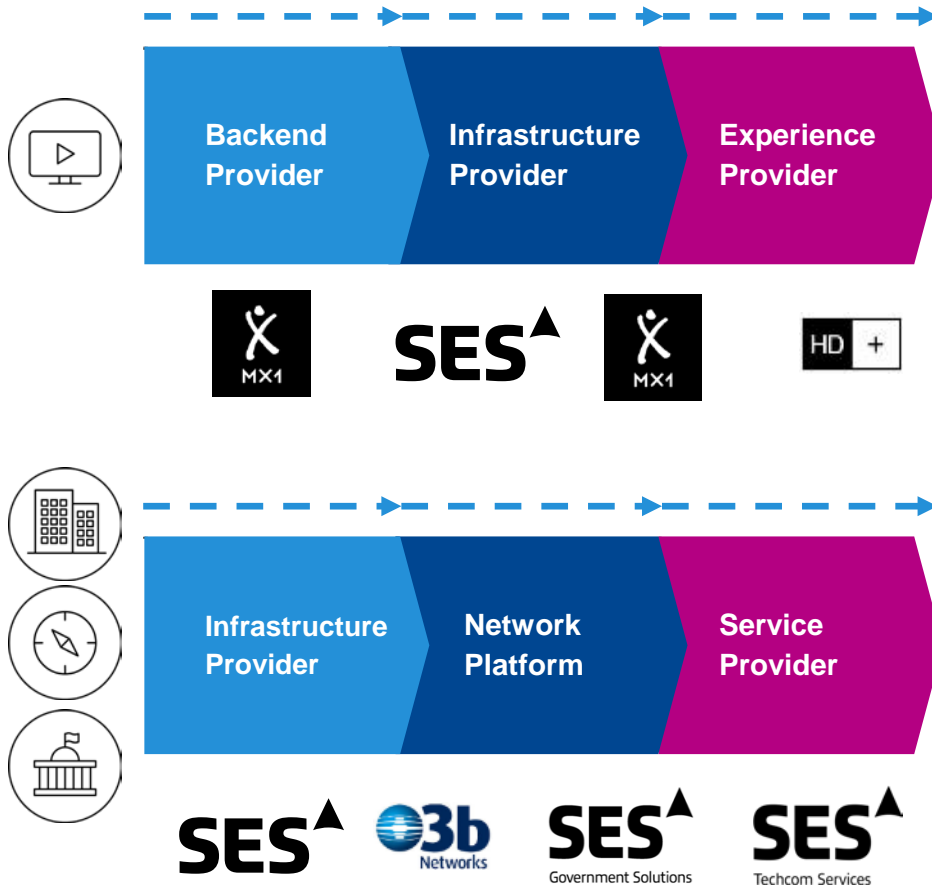 Backend
Provider
Infrastructure
Provider
Experience
Provider
MX1
SES
MX1
HD +
Infrastructure
Provider
Network
Platform
Service
Provider
SES
O3b
Networks
SES
Government Solutions
SES
Techcom Services